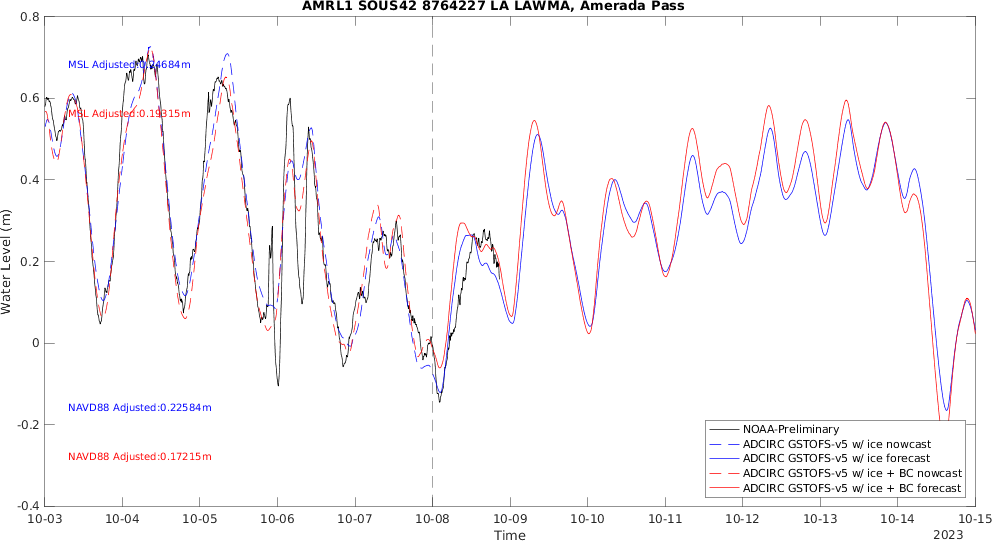 AMRL1 SOUS42 8764227 LA LAWMA, Amerada Pass
0.8
0.6
0.4
0.2
0
-0.2
-0.4
Water Level (m)
MSL Adjusted:0.24684m
MSL Adjusted:0.19315m
NAVD88 Adjusted:0.22584m
NAVD88 Adjusted:0.17215m
NOAA-Preliminary
ADCIRC GSTOFS-v5 w/ ice nowcast
ADCIRC GSTOFS-v5 w/ ice forecast
ADCIRC GSTOFS-v5 w/ ice + BC nowcast
ADCIRC GSTOFS-v5 w/ ice + BC forecast
10-03 10-04 10-05 10-06 10-07 10-08 10-09 10-10 10-11 10-12 10-13 10-14 10-15
Time
2023